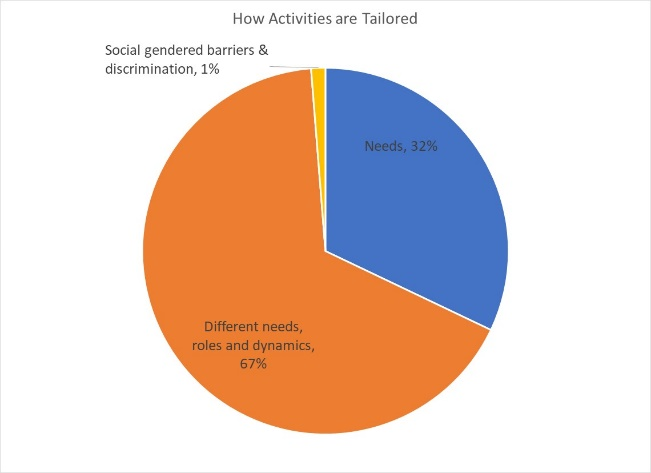 How Activities are Tailored
Social gendered barriers &
discrimination, 1%
Needs, 32%
Different needs,
roles and dynamics,
67%